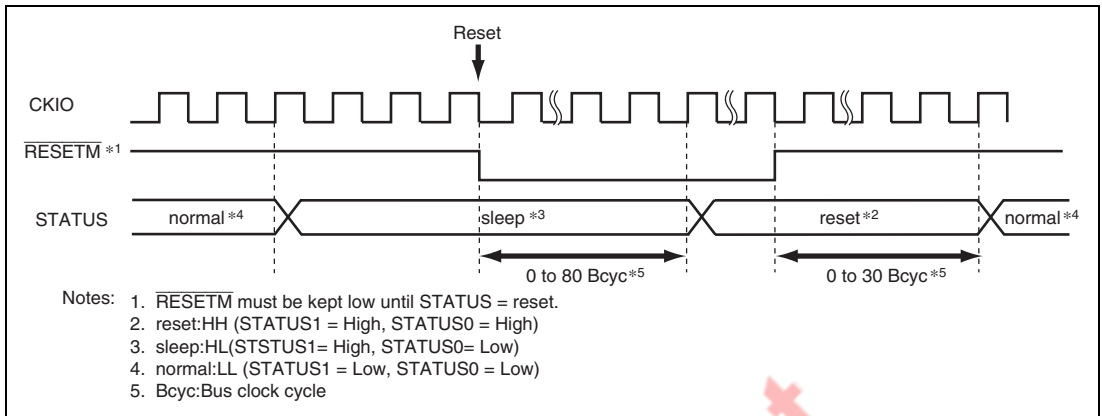 Reset
CKIO
RESETM *1
STATUS normal *4 sleep *3 reset *2 normal *4
0 to 80 Bcyc *5 0 to 30 Bcyc *5
Notes: 1. RESETM must be kept low until STATUS = reset.
2. reset:HH (STATUS1 = High, STATUS0 = High)
3. sleep:HL(STSTUS1= High, STATUS0= Low)
4. normal:LL (STATUS1 = Low, STATUS0 = Low)
5. Bcyc:Bus clock cycle